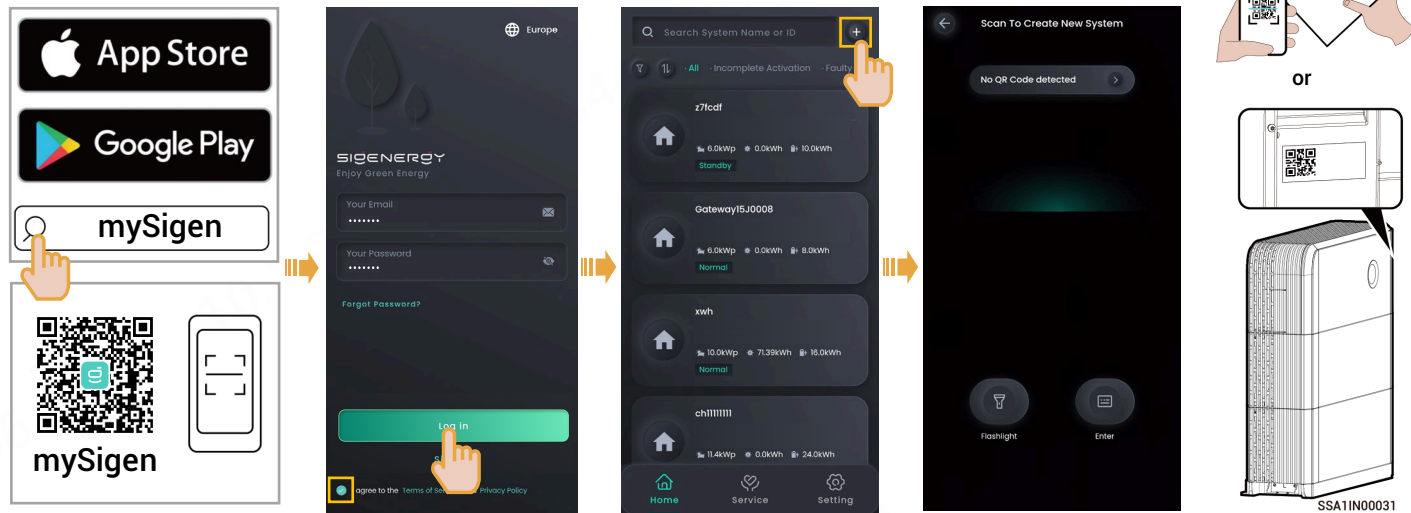 App Store
Google Play
mySigen
mySigen
Europe
SIGENERGY
Enjoy Green Energy
Your Email
•••••••
Your Password
•••••••
Forgot Password?
Log in
agree to the Terms of Privacy Policy
Search System Name or ID
+
All
Incomplete Activation
Faulty
z7fcdf
6.0kWp 0.0kWh 10.0kWh
Standby
Gateway15J0008
6.0kWp 0.0kWh 8.0kWh
Normal
xwh
10.0kWp 71.39kWh 16.0kWh
Normal
ch11111111
11.4kWp 0.0kWh 24.0kWh
Home
Service
Setting
Scan To Create New System
No QR Code detected
Flashlight
Enter
or
SSA1IN00031